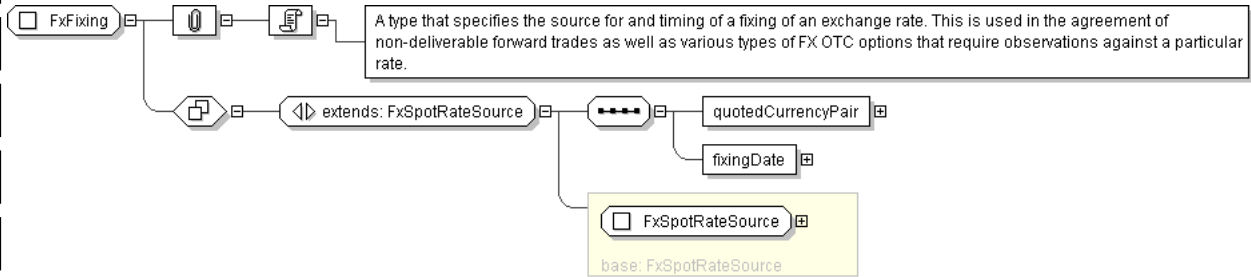 FxFixing
A type that specifies the source for and timing of a fixing of an exchange rate. This is used in the agreement of
non-deliverable forward trades as well as various types of FX OTC options that require observations against a particular
rate.
extends: FxSpotRateSource
quotedCurrencyPair
fixingDate
FxSpotRateSource
base: FxSpotRateSource